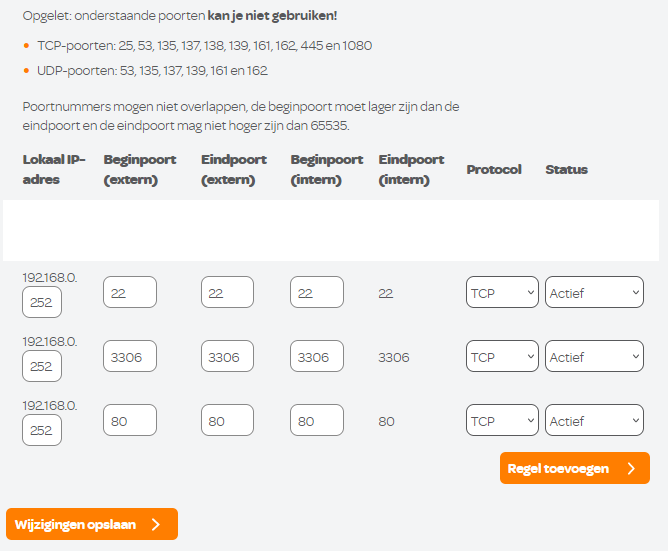 Opgelet: onderstaande poorten kan je niet gebruiken!
TCP-poorten: 25, 53, 135, 137, 138, 139, 161, 162, 445 en 1080
UDP-poorten: 53, 135, 137, 139, 161 en 162
Poortnummers mogen niet overlappen, de beginpoort moet lager zijn dan de
eindpoort en de eindpoort mag niet hoger zijn dan 65535.
Lokaal IP-adres Beginpoort (extern) Eindpoort (extern) Beginpoort (intern) Eindpoort (intern) Protocol Status
192.168.0.
252 22 22 22 22 TCP Actief
192.168.0.
252 3306 3306 3306 3306 TCP Actief
192.168.0.
252 80 80 80 80 TCP Actief
Regel toevoegen
Wijzigingen opslaan